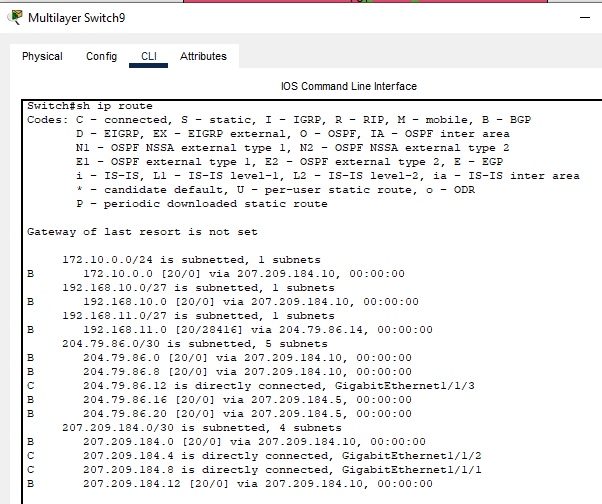 Multilayer Switch9
Physical Config CLI Attributes
IOS Command Line Interface
Switch#sh ip route
Codes: C - connected, S - static, I - IGRP, R - RIP, M - mobile, B - BGP
D - EIGRP, EX - EIGRP external, O - OSPF, IA - OSPF inter area
N1 - OSPF NSSA external type 1, N2 - OSPF NSSA external type 2
E1 - OSPF external type 1, E2 - OSPF external type 2, E - EGP
i - IS-IS, L1 - IS-IS level-1, L2 - IS-IS level-2, ia - IS-IS inter area
* - candidate default, U - per-user static route, o - ODR
P - periodic downloaded static route
Gateway of last resort is not set
172.10.0.0/24 is subnetted, 1 subnets
B 172.10.0.0 [20/0] via 207.209.184.10, 00:00:00
192.168.10.0/27 is subnetted, 1 subnets
B 192.168.10.0 [20/0] via 207.209.184.10, 00:00:00
192.168.11.0/27 is subnetted, 1 subnets
B 192.168.11.0 [20/28416] via 204.79.86.14, 00:00:00
204.79.86.0/30 is subnetted, 5 subnets
B 204.79.86.0 [20/0] via 207.209.184.10, 00:00:00
B 204.79.86.8 [20/0] via 207.209.184.10, 00:00:00
C 204.79.86.12 is directly connected, GigabitEthernet1/1/3
B 204.79.86.16 [20/0] via 207.209.184.5, 00:00:00
B 204.79.86.20 [20/0] via 207.209.184.5, 00:00:00
207.209.184.0/30 is subnetted, 4 subnets
B 207.209.184.0 [20/0] via 207.209.184.10, 00:00:00
C 207.209.184.4 is directly connected, GigabitEthernet1/1/2
C 207.209.184.8 is directly connected, GigabitEthernet1/1/1
B 207.209.184.12 [20/0] via 207.209.184.10, 00:00:00